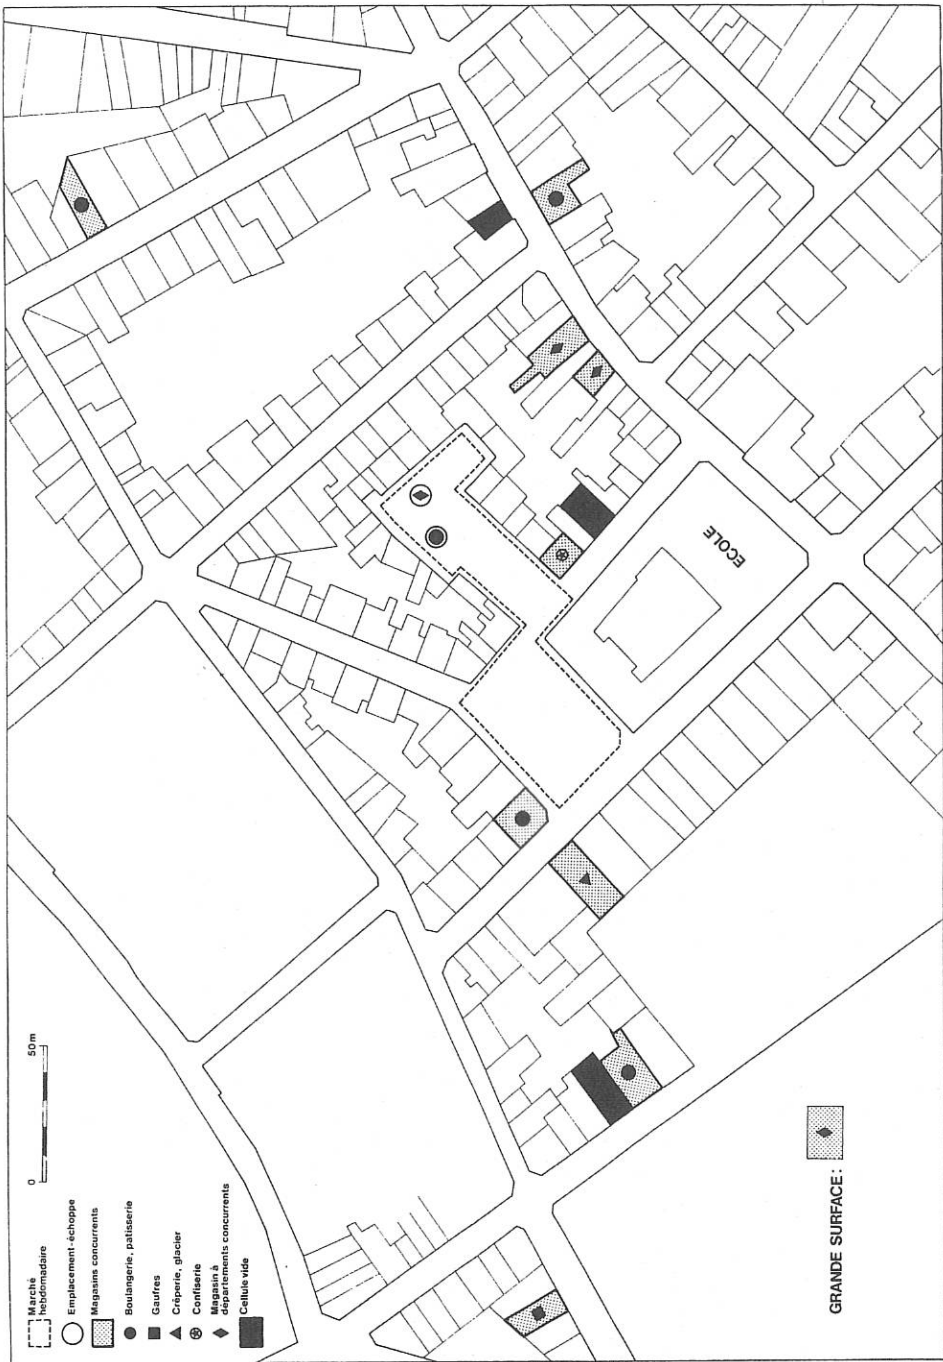 0 50m
Marché
hebdomadaire
Emplacement-échoppe
Magasins concurrents
Boulangerie, patisserie
Gaufres
Crêperie, glacier
Confiserie
Magasin à
départements concurrents
Cellule vide
ECOLE
GRANDE SURFACE :